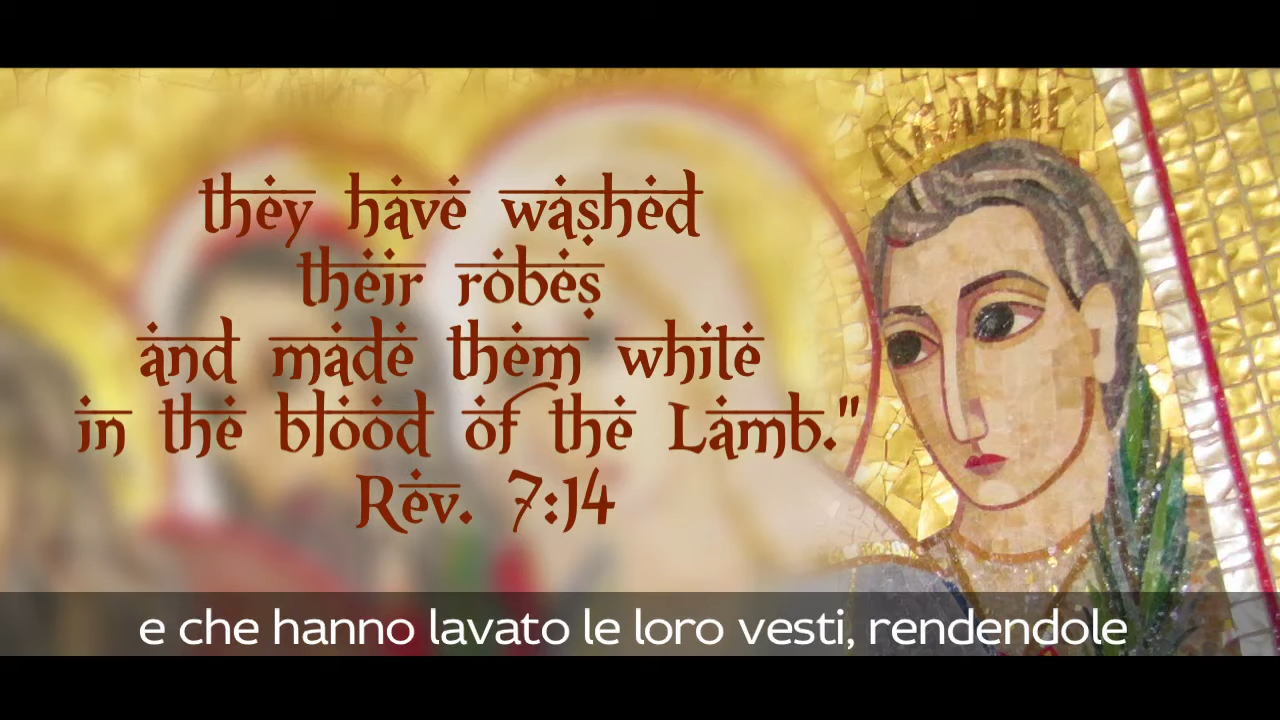 they have washed
their robes
and made them white
in the blood of the Lamb."
Rev. 7:14
e che hanno lavato le loro vesti, rendendole